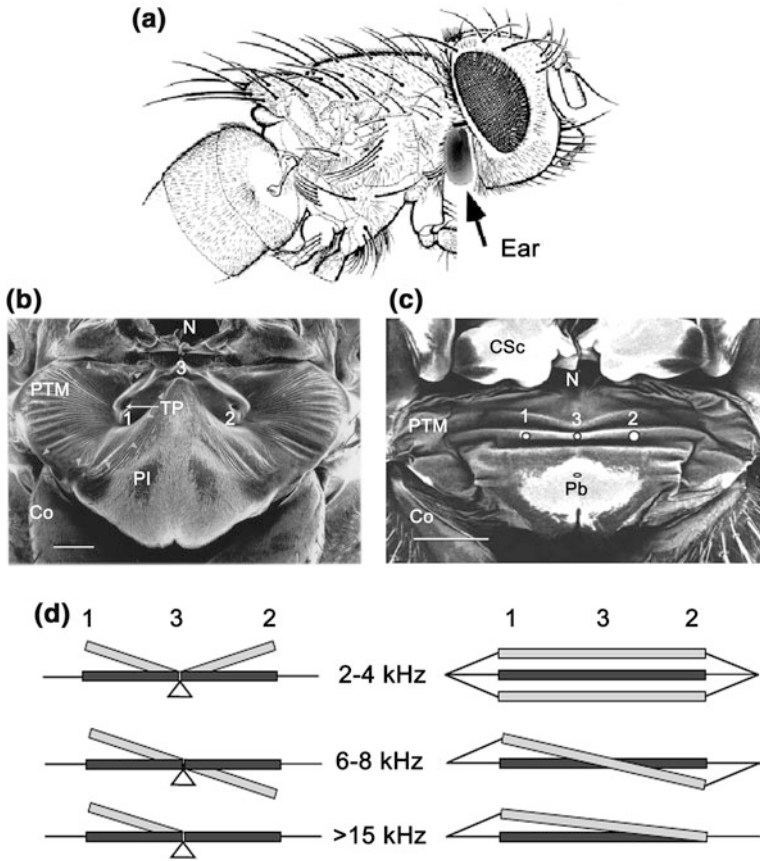 (a)
Ear
(b)
N
3
PTM
TP
1 2
Pl
Co
(c)
CSc
N
PTM
1 3 2
Pb
Co
(d)
1 3 2 1 3 2
2-4 kHz
6-8 kHz
>15 kHz